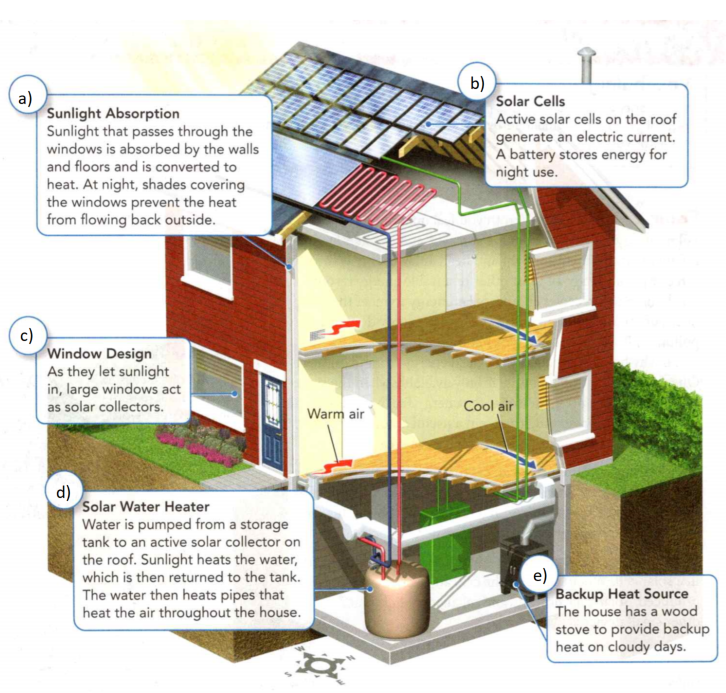 a)
Sunlight Absorption
Sunlight that passes through the
windows is absorbed by the walls
and floors and is converted to
heat. At night, shades covering
the windows prevent the heat
from flowing back outside.
b)
Solar Cells
Active solar cells on the roof
generate an electric current.
A battery stores energy for
night use.
c)
Window Design
As they let sunlight
in, large windows act
as solar collectors.
Warm air
Cool air
d)
Solar Water Heater
Water is pumped from a storage
tank to an active solar collector on
the roof. Sunlight heats the water,
which is then returned to the tank.
The water then heats pipes that
heat the air throughout the house.
e)
Backup Heat Source
The house has a wood
stove to provide backup
heat on cloudy days.